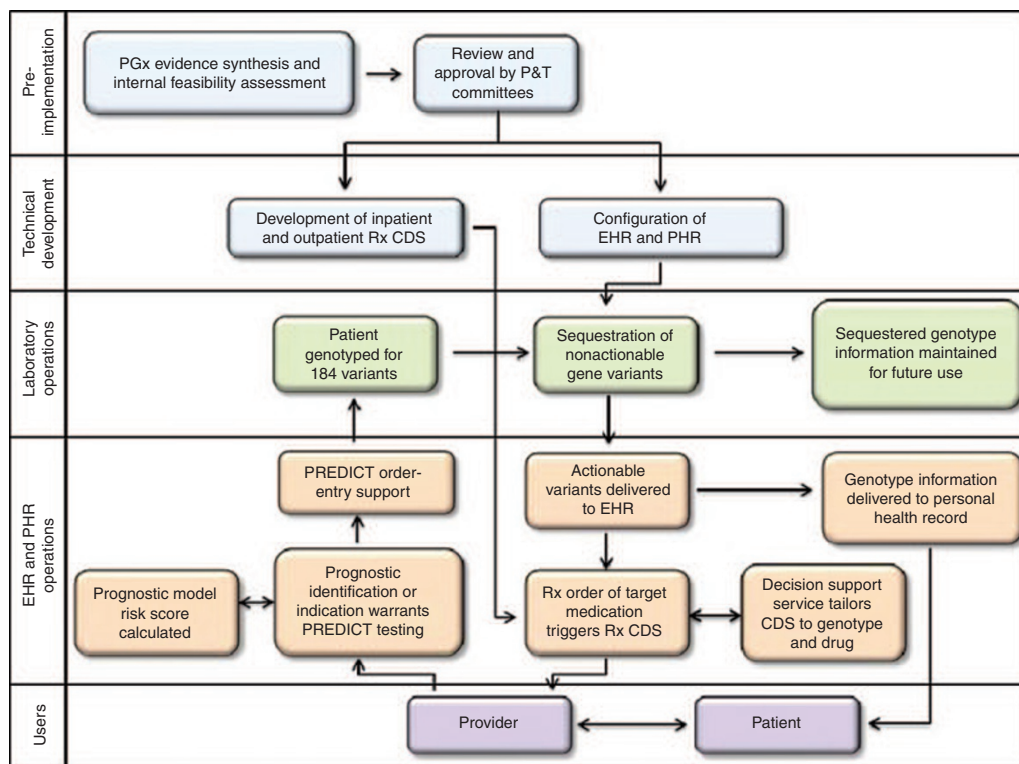 Pre-
implementation
PGx evidence synthesis and
internal feasibility assessment
Review and
approval by P&T
committees
Technical
development
Development of inpatient
and outpatient Rx CDS
Configuration of
EHR and PHR
Laboratory
operations
Patient
genotyped for
184 variants
Sequestration of
nonactionable
gene variants
Sequestered genotype
information maintained
for future use
EHR and PHR
operations
PREDICT order-
entry support
Actionable
variants delivered
to EHR
Genotype information
delivered to personal
health record
Prognostic model
risk score
calculated
Prognostic
identification or
indication warrants
PREDICT testing
Rx order of target
medication
triggers Rx CDS
Decision support
service tailors
CDS to genotype
and drug
Users
Provider
Patient